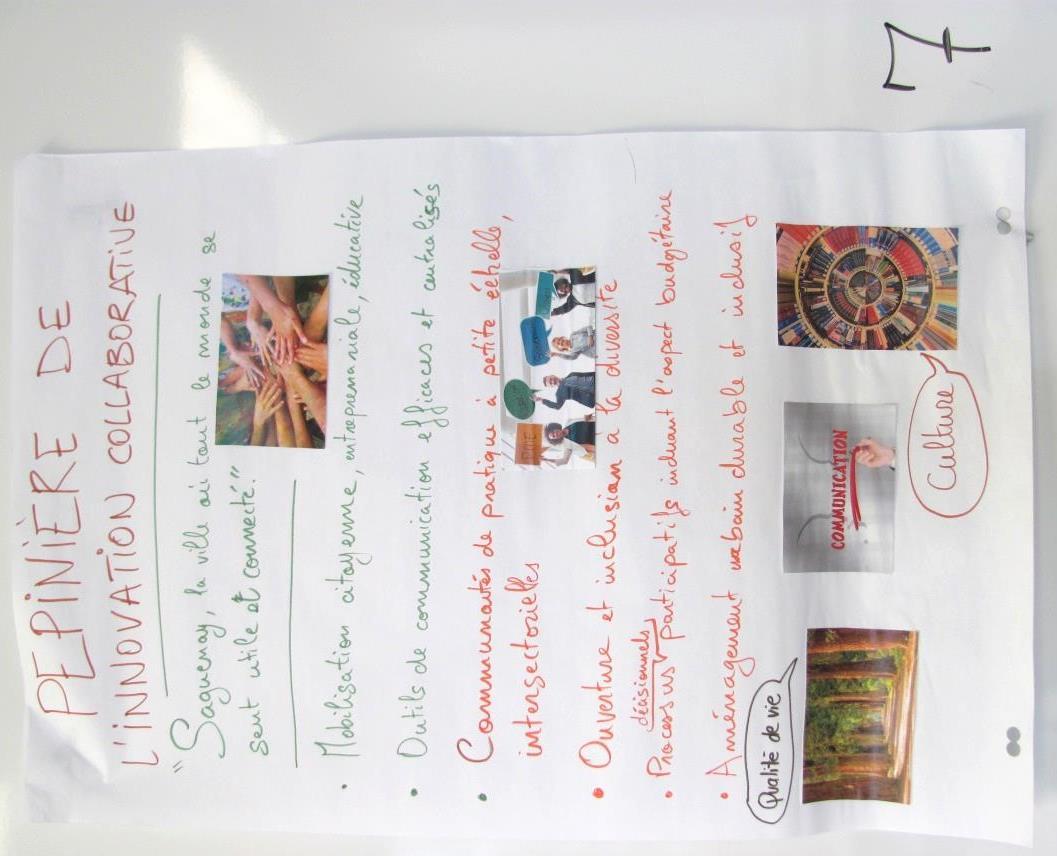 7
PEPINIÈRE DE
L'INNOVATION COLLABORATIVE
"Saguenay, la ville où tout le monde se
sent utile et connecté."
• Mobilisation citoyenne, entrepreneuriale, éducative
• Outils de communication efficaces et centralisés
• Communautés de pratique à petite échelle,
intersectorielles
• Ouverture et inclusion à la diversité
décisionnels
• Processus participatifs incluant l'aspect budgétaire
• Aménagement urbain durable et inclusif
Qualité de vie
COMMUNICATION
Culture